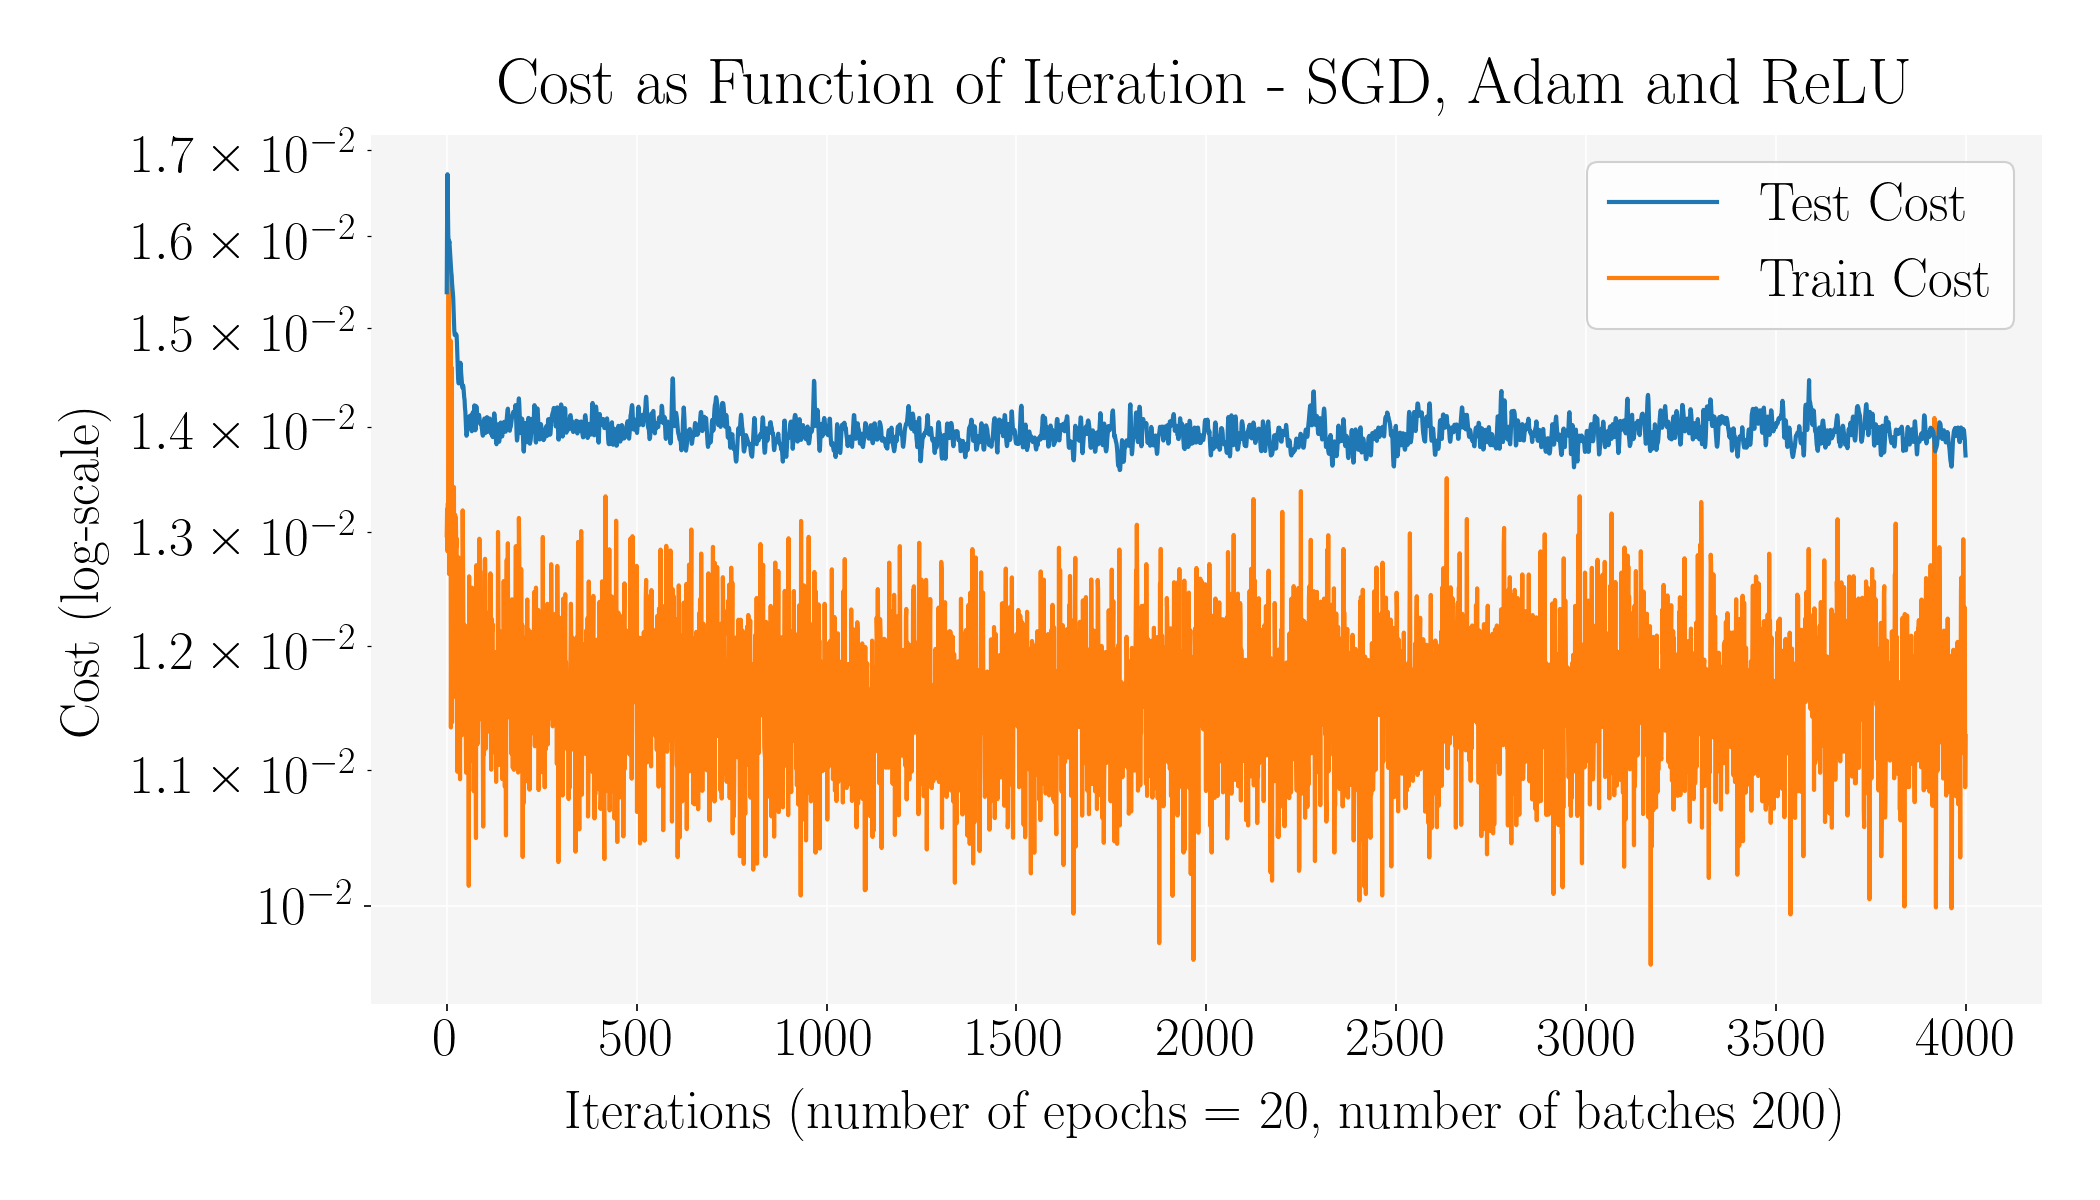 Cost as Function of Iteration - SGD, Adam and ReLU
1.7 × 10⁻²
1.6 × 10⁻²
1.5 × 10⁻²
1.4 × 10⁻²
1.3 × 10⁻²
1.2 × 10⁻²
1.1 × 10⁻²
10⁻²
Cost (log-scale)
Test Cost
Train Cost
0 500 1000 1500 2000 2500 3000 3500 4000
Iterations (number of epochs = 20, number of batches 200)